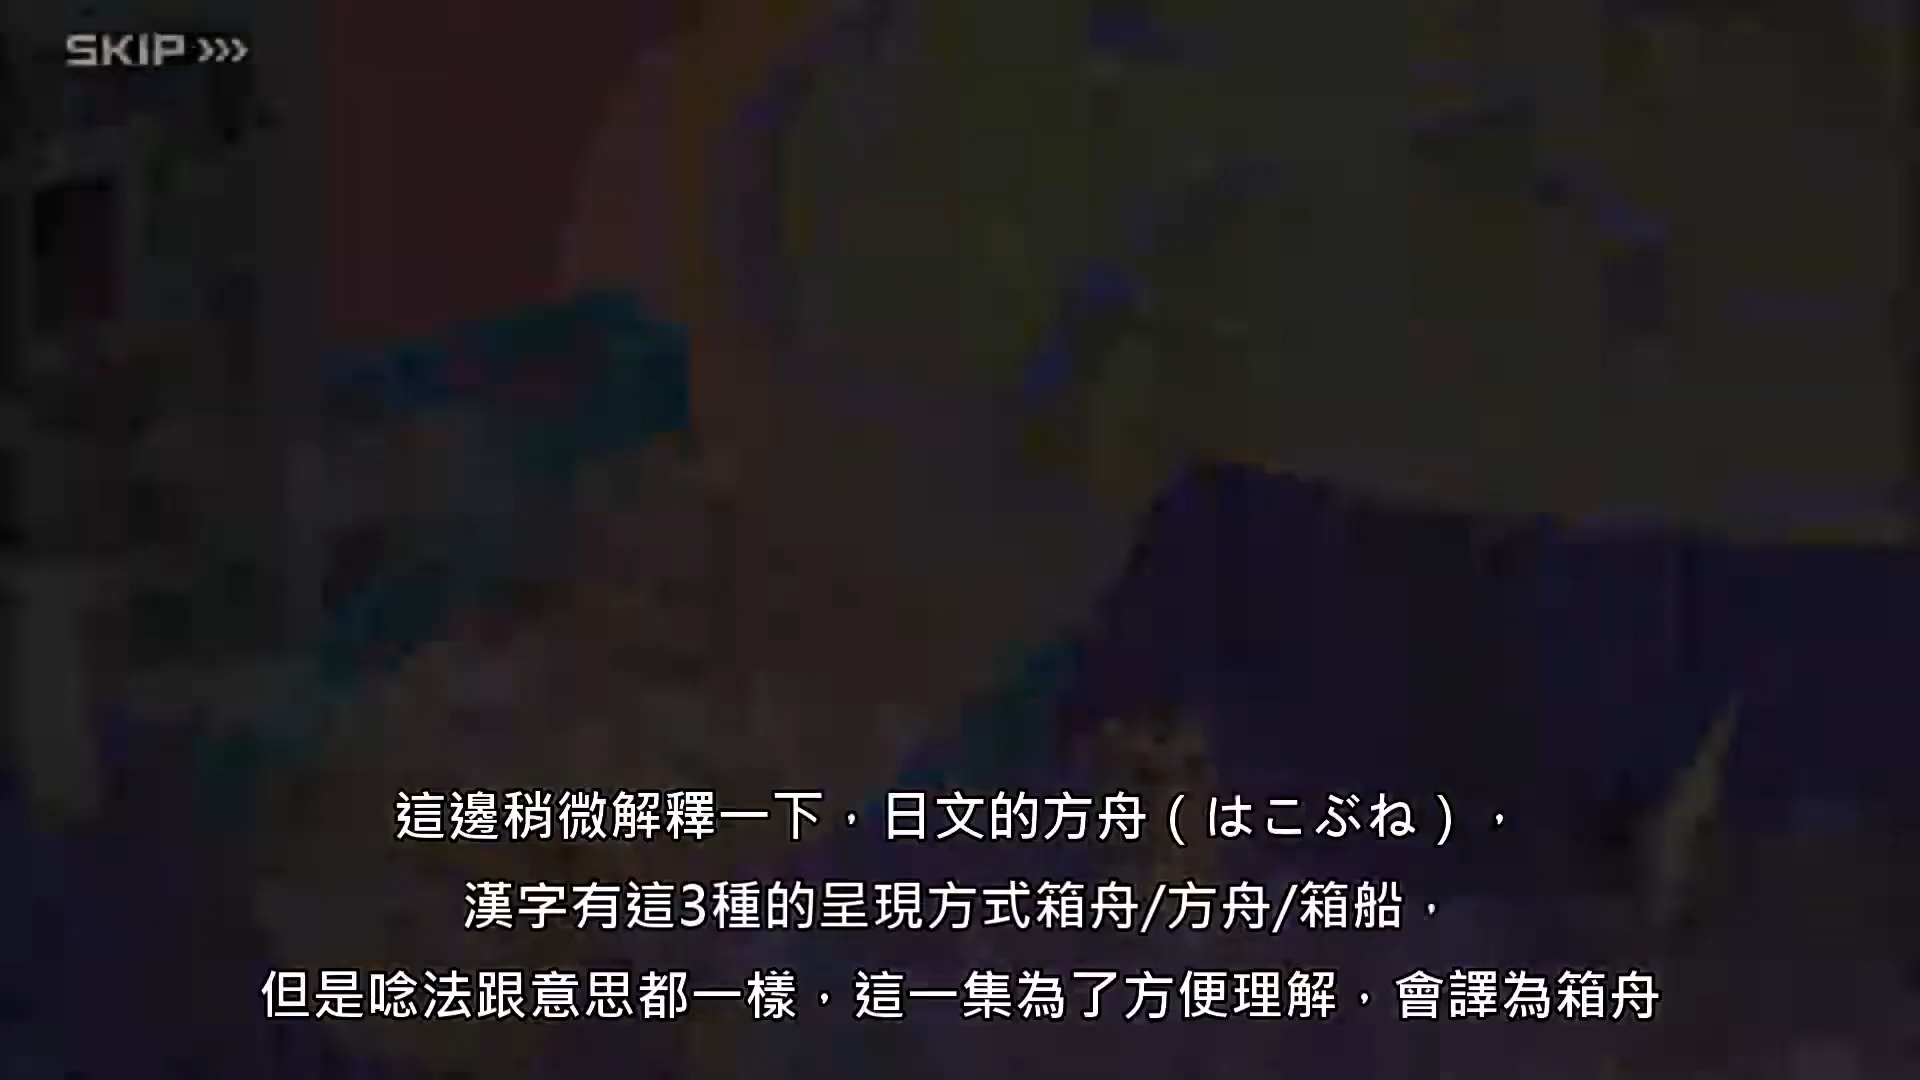 SKIP >>>
這邊稍微解釋一下，日文的方舟（はこぶね），
漢字有這3種的呈現方式箱舟/方舟/箱船，
但是唸法跟意思都一樣，這一集為了方便理解，會譯為箱舟